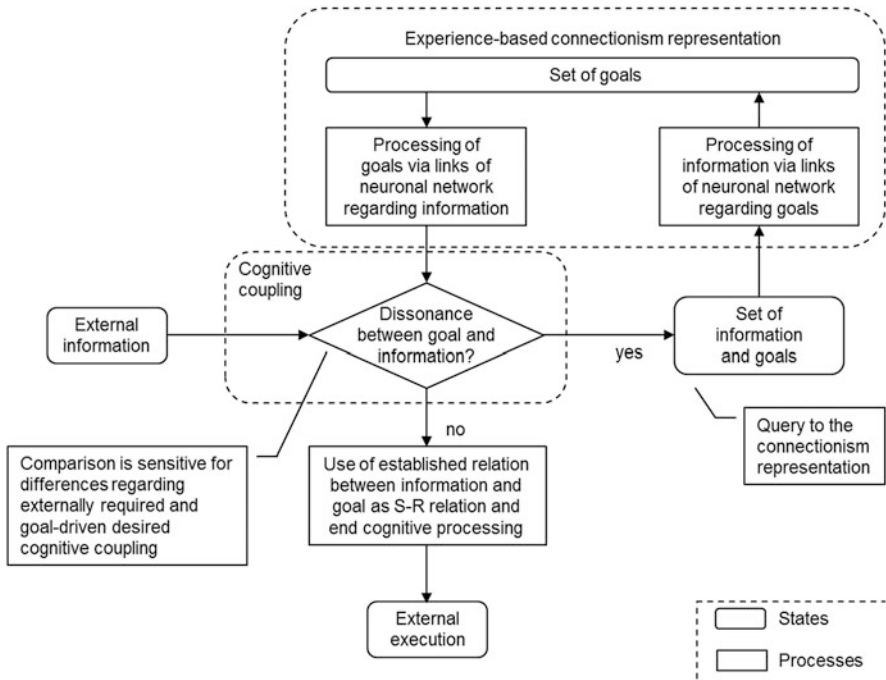 Experience-based connectionism representation
Set of goals
Processing of
goals via links of
neuronal network
regarding information
Processing of
information via links
of neuronal network
regarding goals
Cognitive
coupling
External
information
Dissonance
between goal and
information?
yes
Set of
information
and goals
no
Query to the
connectionism
representation
Comparison is sensitive for
differences regarding
externally required and
goal-driven desired
cognitive coupling
Use of established relation
between information and
goal as S-R relation and
end cognitive processing
External
execution
States
Processes